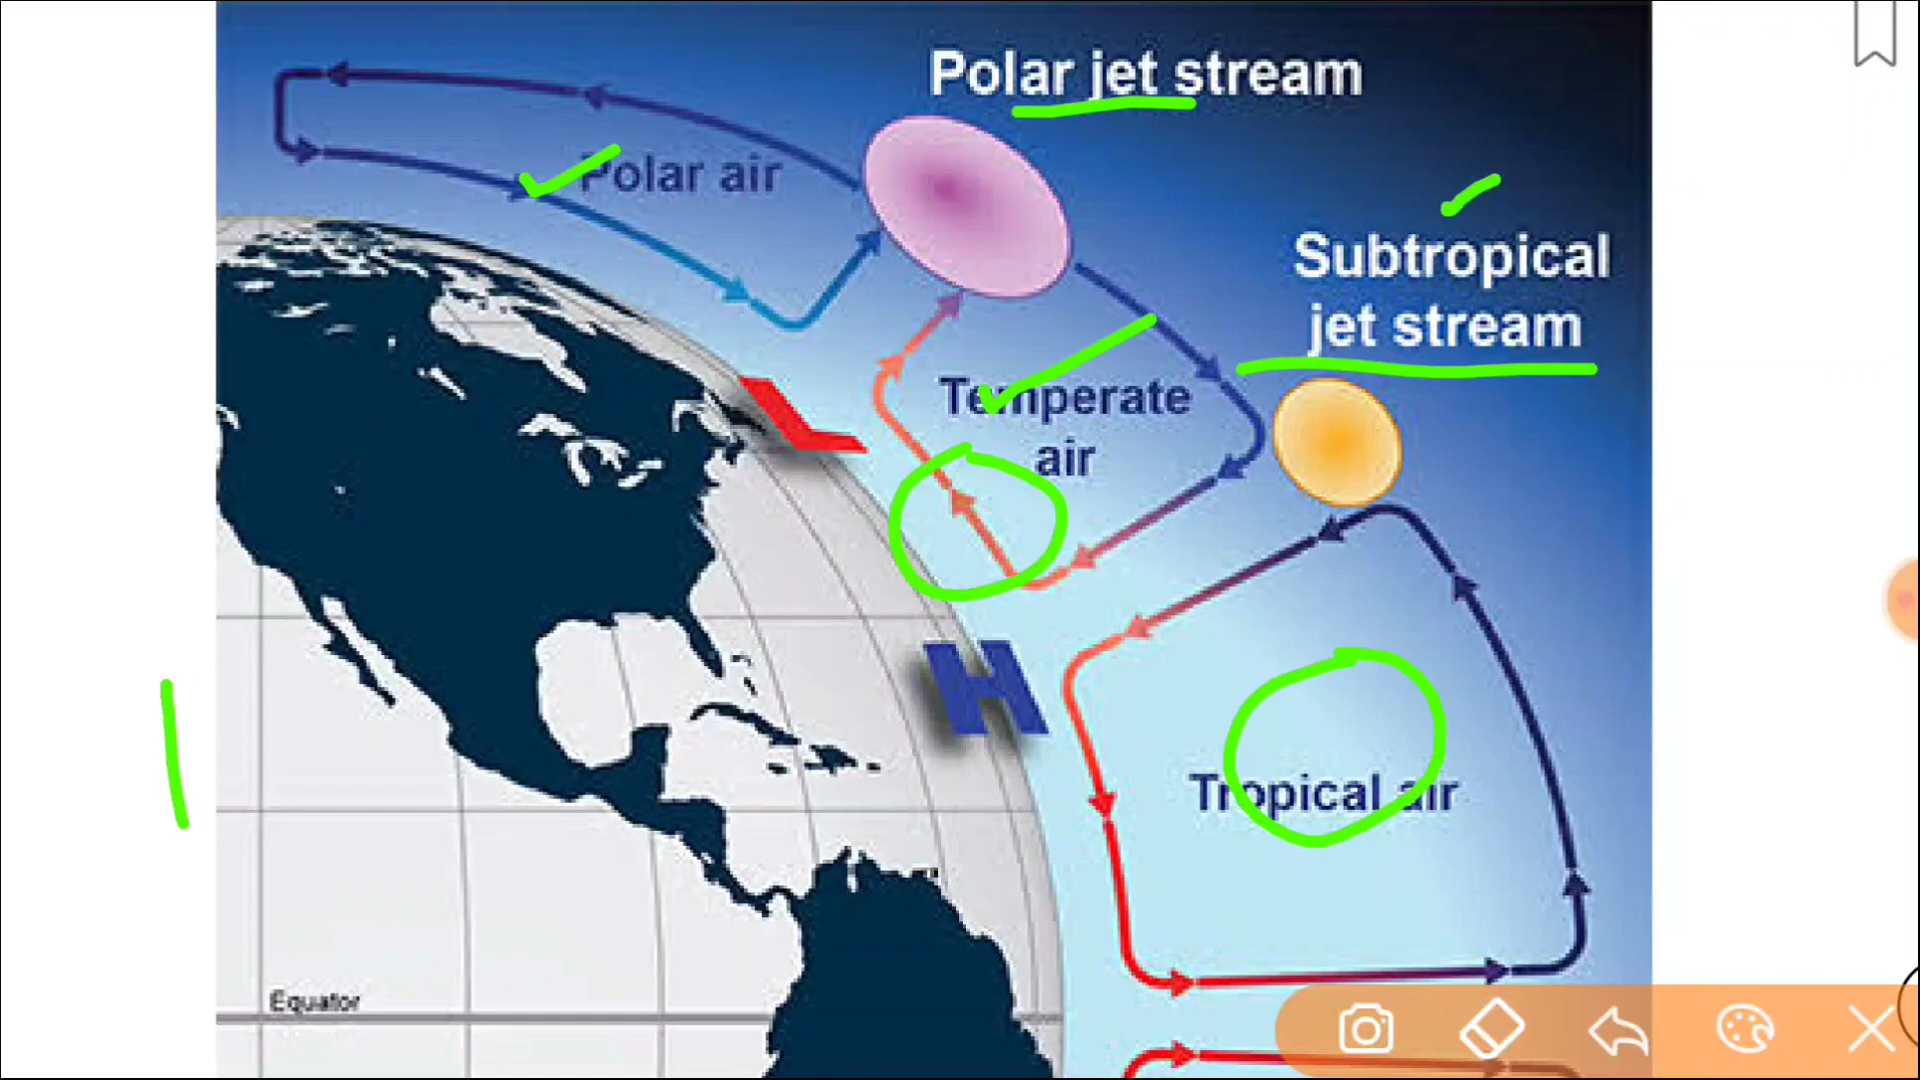 Polar jet stream
Polar air
Subtropical
jet stream
Temperate
air
L
H
Tropical air
Equator